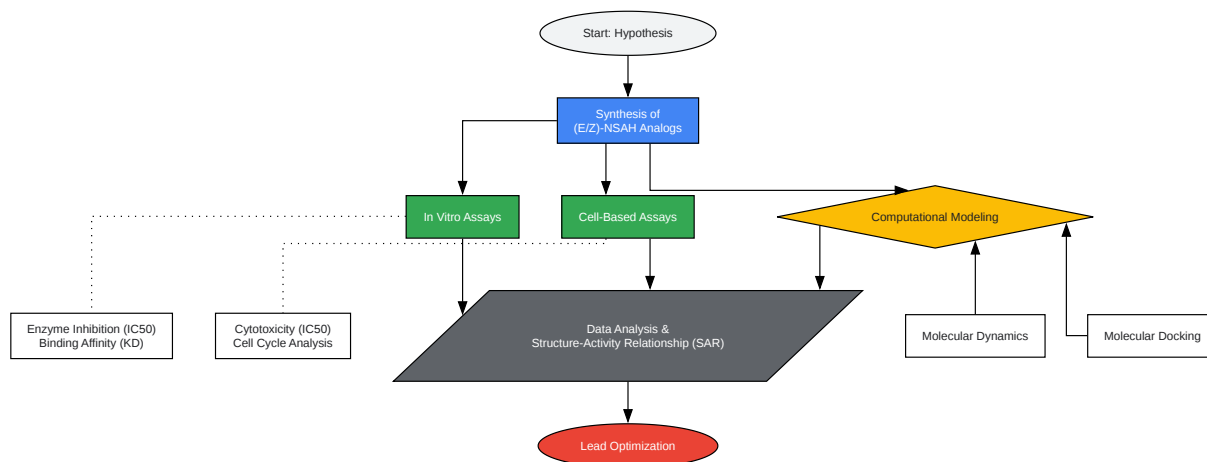 Start: Hypothesis
Synthesis of
(E/Z)-NSAH Analogs
In Vitro Assays
Cell-Based Assays
Computational Modeling
Enzyme Inhibition (IC50)
Binding Affinity (KD)
Cytotoxicity (IC50)
Cell Cycle Analysis
Data Analysis &
Structure-Activity Relationship (SAR)
Molecular Dynamics
Molecular Docking
Lead Optimization